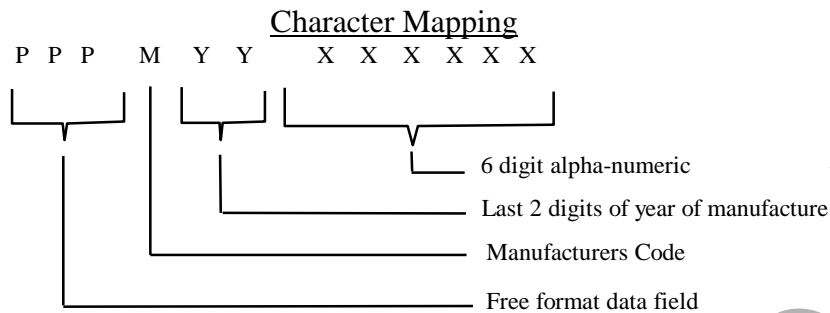 Character Mapping
P P P M Y Y X X X X X X
6 digit alpha-numeric
Last 2 digits of year of manufacture
Manufacturers Code
Free format data field